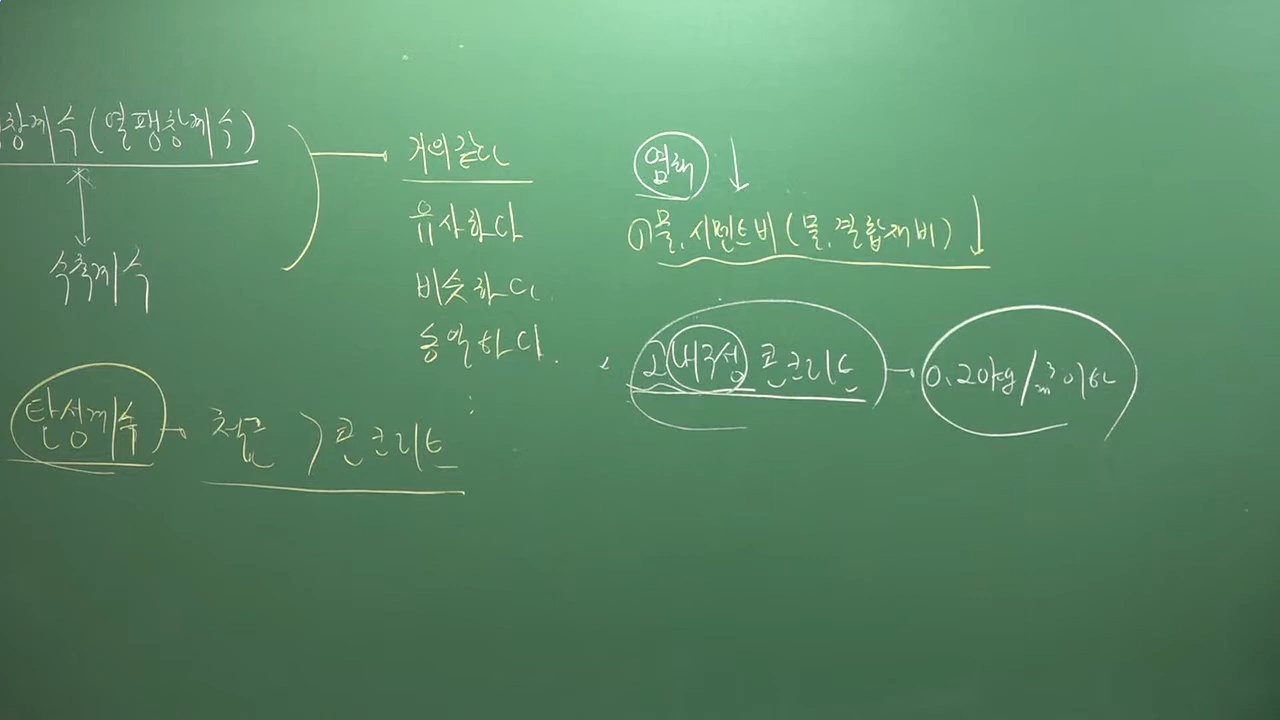 창계수(열팽창계수)
수축계수
거의같다
유사하다
비슷하다
동일하다.
탄성계수 → 철근 > 콘크리트
염해 ↓
① 물, 시멘트비(물, 결합재비) ↓
② 내구성 콘크리트 → 0.20kg/m³ 이하